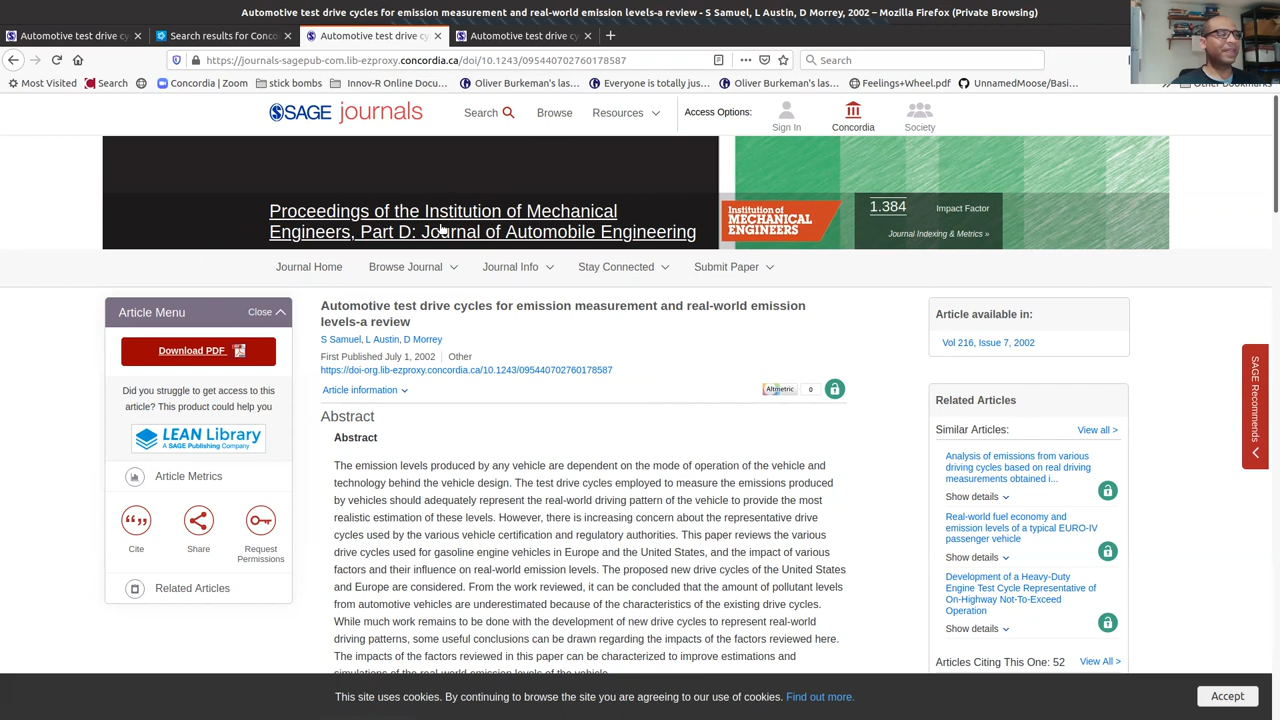 Automotive test drive cycles for emission measurement and real-world emission levels-a review - S Samuel, L Austin, D Morrey, 2002 – Mozilla Firefox (Private Browsing)
Automotive test drive cy
Search results for Conco
Automotive test drive cy
Automotive test drive cy
https://journals-sagepub-com.lib-ezproxy.concordia.ca/doi/10.1243/095440702760178587
Search
Most Visited
Search
Concordia | Zoom
stick bombs
Innov-R Online Docu...
Oliver Burkeman's last...
Everyone is totally jus...
Oliver Burkeman's las...
Feelings+Wheel.pdf
UnnamedMoose/Basi...
Other Bookmarks
SAGE journals
Search
Browse
Resources
Access Options:
Sign In
Concordia
Society
Proceedings of the Institution of Mechanical
Engineers, Part D: Journal of Automobile Engineering
Institution of
MECHANICAL
ENGINEERS
1.384
Impact Factor
Journal Indexing & Metrics »
Journal Home
Browse Journal
Journal Info
Stay Connected
Submit Paper
Article Menu
Close
Download PDF
Did you struggle to get access to this
article? This product could help you
LEAN Library
A SAGE Publishing Company
Article Metrics
Cite
Share
Request
Permissions
Related Articles
Automotive test drive cycles for emission measurement and real-world emission
levels-a review
S Samuel, L Austin, D Morrey
First Published July 1, 2002 | Other
https://doi-org.lib-ezproxy.concordia.ca/10.1243/095440702760178587
Article information
Altmetric 0
Abstract
Abstract
The emission levels produced by any vehicle are dependent on the mode of operation of the vehicle and
technology behind the vehicle design. The test drive cycles employed to measure the emissions produced
by vehicles should adequately represent the real-world driving pattern of the vehicle to provide the most
realistic estimation of these levels. However, there is increasing concern about the representative drive
cycles used by the various vehicle certification and regulatory authorities. This paper reviews the various
drive cycles used for gasoline engine vehicles in Europe and the United States, and the impact of various
factors and their influence on real-world emission levels. The proposed new drive cycles of the United States
and Europe are considered. From the work reviewed, it can be concluded that the amount of pollutant levels
from automotive vehicles are underestimated because of the characteristics of the existing drive cycles.
While much work remains to be done with the development of new drive cycles to represent real-world
driving patterns, some useful conclusions can be drawn regarding the impacts of the factors reviewed here.
The impacts of the factors reviewed in this paper can be characterized to improve estimations and
simulations of the real-world emission levels of the vehicle.
Article available in:
Vol 216, Issue 7, 2002
Related Articles
Similar Articles:
View all >
Analysis of emissions from various
driving cycles based on real driving
measurements obtained i...
Show details
Real-world fuel economy and
emission levels of a typical EURO-IV
passenger vehicle
Show details
Development of a Heavy-Duty
Engine Test Cycle Representative of
On-Highway Not-To-Exceed
Operation
Show details
Articles Citing This One: 52
View All >
SAGE Recommends
This site uses cookies. By continuing to browse the site you are agreeing to our use of cookies. Find out more.
Accept